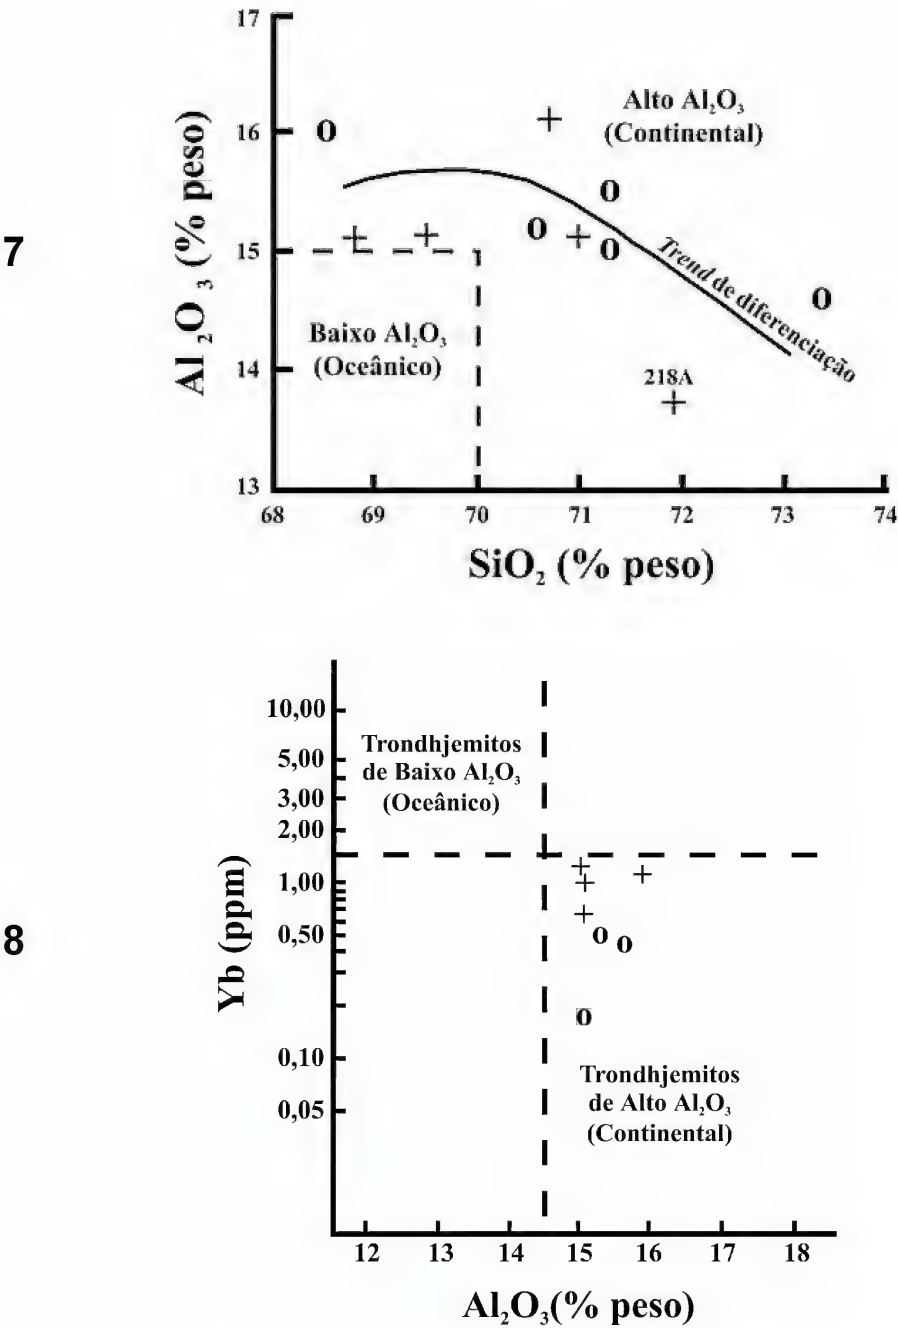 7
17
16
15
14
13
Al₂O₃ (% peso)
Alto Al₂O₃
(Continental)
Trend de diferenciação
Baixo Al₂O₃
(Oceânico)
218A
68 69 70 71 72 73 74
SiO₂ (% peso)
8
10,00
5,00
3,00
2,00
1,00
0,50
0,10
0,05
Yb (ppm)
Trondhjemitos
de Baixo Al₂O₃
(Oceânico)
Trondhjemitos
de Alto Al₂O₃
(Continental)
12 13 14 15 16 17 18
Al₂O₃(% peso)